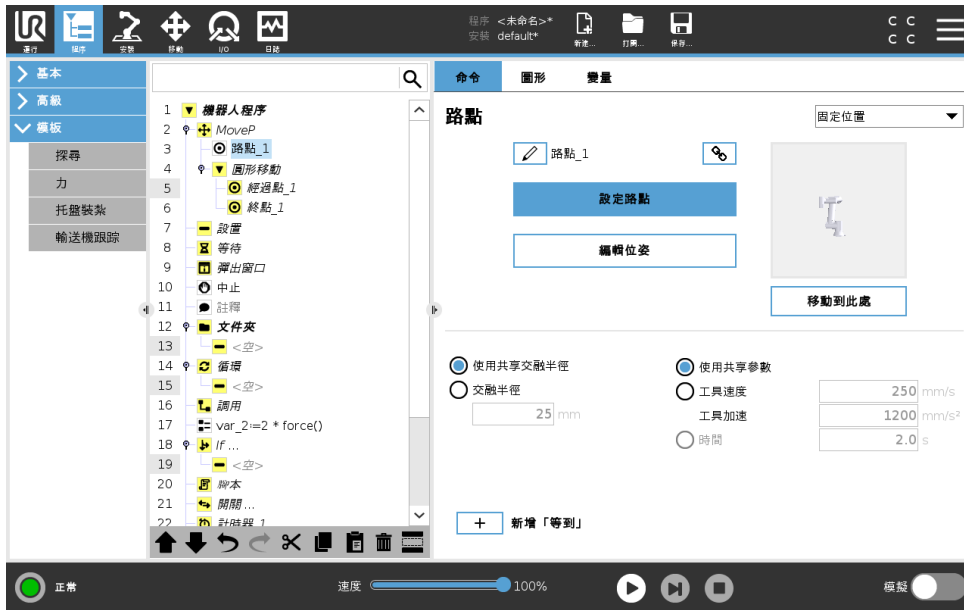 UR
運行
程序
安裝
移動
I/O
日誌
程序 <未命名>*
安裝 default*
新建...
打開...
保存...
C C
C C
基本
高級
模板
探尋
力
托盤裝紮
輸送機跟踪
1 機器人程序
2 MoveP
3 路點_1
4 圓形移動
5 經過點_1
6 終點_1
7 設置
8 等待
9 彈出窗口
10 中止
11 註釋
12 文件夾
13 <空>
14 循環
15 <空>
16 調用
17 var_2≔2 * force()
18 If ...
19 <空>
20 腳本
21 開關 ...
22 計時器_1
命令
圖形
變量
路點
固定位置
路點_1
設定路點
編輯位姿
移動到此處
使用共享交融半徑
交融半徑
25 mm
使用共享參數
工具速度 250 mm/s
工具加速 1200 mm/s²
時間 2.0 s
+ 新增「等到」
正常
速度 100%
模擬